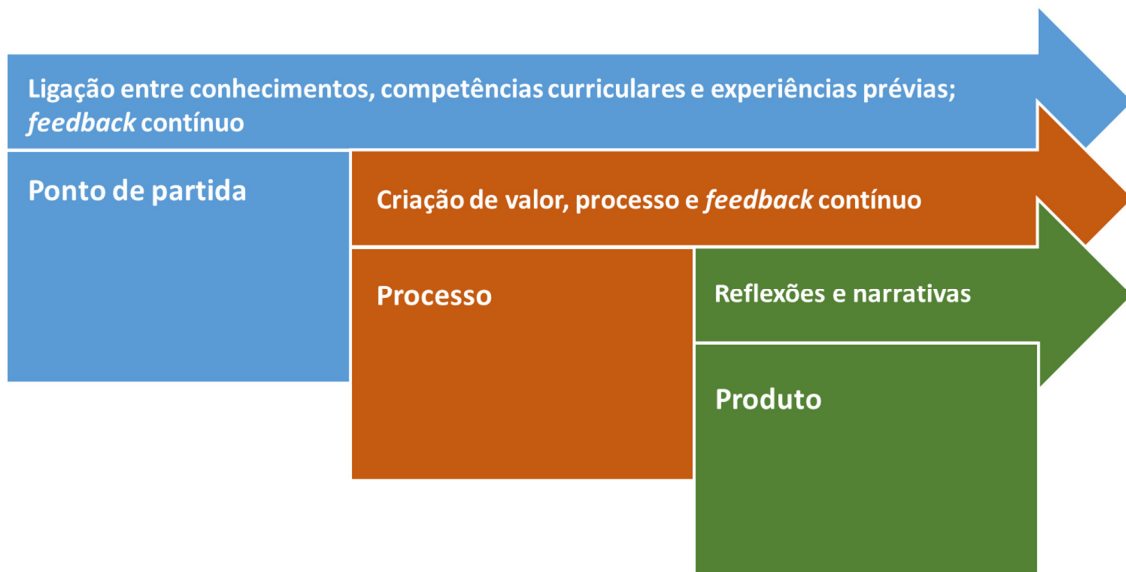 Ligação entre conhecimentos, competências curriculares e experiências prévias;
feedback contínuo
Ponto de partida
Criação de valor, processo e feedback contínuo
Processo
Reflexões e narrativas
Produto